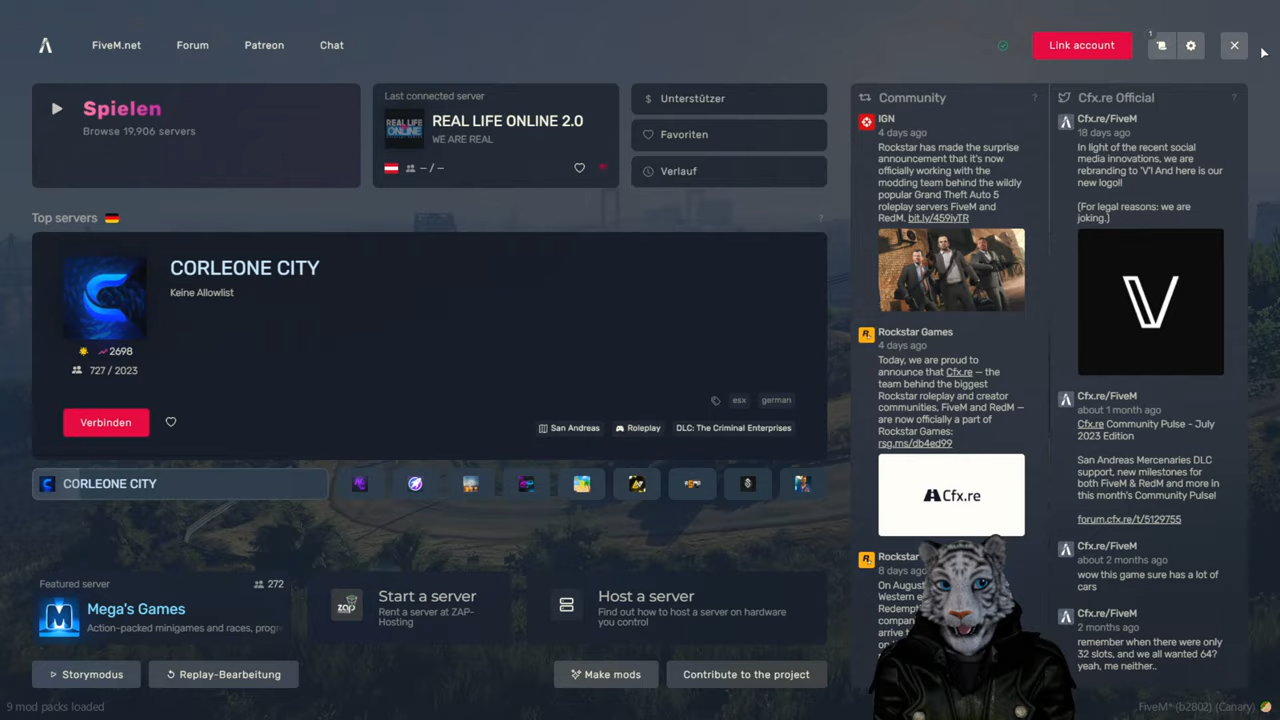 FiveM.net
Forum
Patreon
Chat
Link account
1
Spielen
Browse 19,906 servers
Last connected server
REAL LIFE ONLINE
REAL LIFE ONLINE 2.0
WE ARE REAL
– / –
Unterstützer
Favoriten
Verlauf
Top servers
?
CORLEONE CITY
Keine Allowlist
2698
727 / 2023
Verbinden
esx
german
San Andreas
Roleplay
DLC: The Criminal Enterprises
CORLEONE CITY
Featured server
272
Mega's Games
Action-packed minigames and races, progr
zap
Start a server
Rent a server at ZAP-
Hosting
Host a server
Find out how to host a server on hardware
you control
Storymodus
Replay-Bearbeitung
Make mods
Contribute to the project
9 mod packs loaded
Community
?
IGN
4 days ago
Rockstar has made the surprise
announcement that it's now
officially working with the
modding team behind the wildly
popular Grand Theft Auto 5
roleplay servers FiveM and
RedM. bit.ly/459iyTR
Rockstar Games
4 days ago
Today, we are proud to
announce that Cfx.re — the
team behind the biggest
Rockstar roleplay and creator
communities, FiveM and RedM —
are now officially a part of
Rockstar Games:
rsg.ms/db4ed99
Cfx.re
Rockstar
8 days ago
On August
Western e
Redempti
compan
arrive t
Cfx.re Official
?
Cfx.re/FiveM
18 days ago
In light of the recent social
media innovations, we are
rebranding to 'V'! And here is our
new logo!!
(For legal reasons: we are
joking.)
V
Cfx.re/FiveM
about 1 month ago
Cfx.re Community Pulse - July
2023 Edition
San Andreas Mercenaries DLC
support, new milestones for
both FiveM & RedM and more in
this month's Community Pulse!
forum.cfx.re/t/5129755
Cfx.re/FiveM
about 2 months ago
wow this game sure has a lot of
cars
Cfx.re/FiveM
2 months ago
remember when there were only
32 slots, and we all wanted 64?
yeah, me neither..
FiveM* (b2802) (Canary)